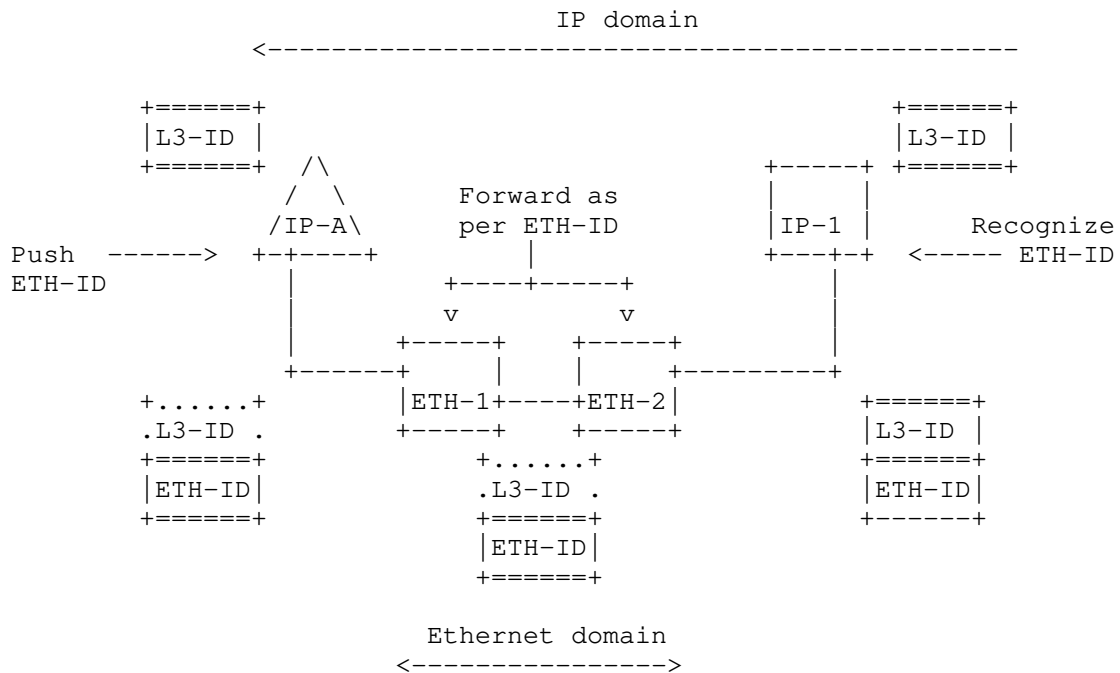 IP domain
L3-ID
L3-ID
Forward as
IP-A
per ETH-ID
IP-1
Recognize
Push
ETH-ID
ETH-ID
v v
ETH-1
ETH-2
L3-ID
L3-ID
L3-ID
ETH-ID
ETH-ID
ETH-ID
Ethernet domain